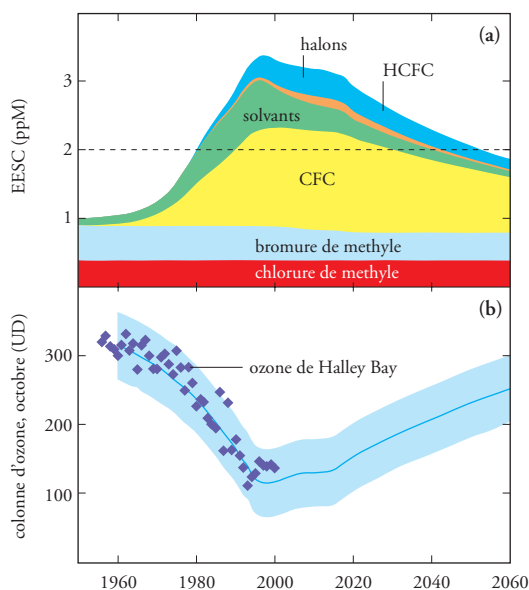 (a)
halons
HCFC
3
solvants
EESC (ppM)
2
CFC
1
bromure de methyle
chlorure de methyle
(b)
colonne d'ozone, octobre (UD)
300
ozone de Halley Bay
200
100
1960 1980 2000 2020 2040 2060